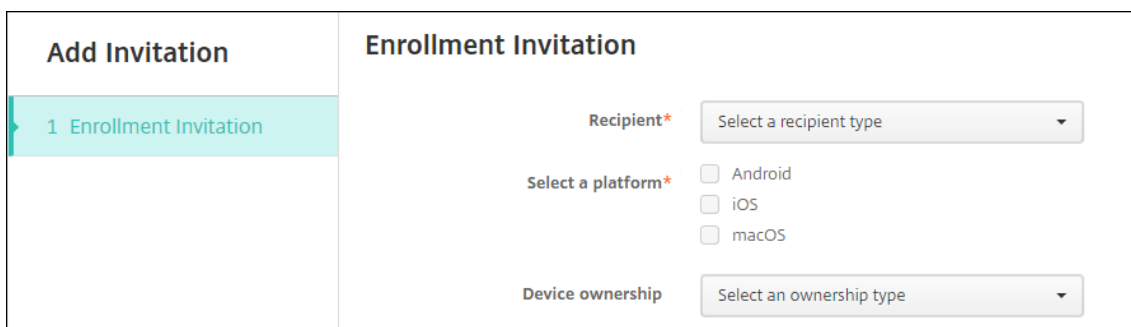 Add Invitation
1 Enrollment Invitation
Enrollment Invitation
Recipient* Select a recipient type
Select a platform* Android
iOS
macOS
Device ownership Select an ownership type